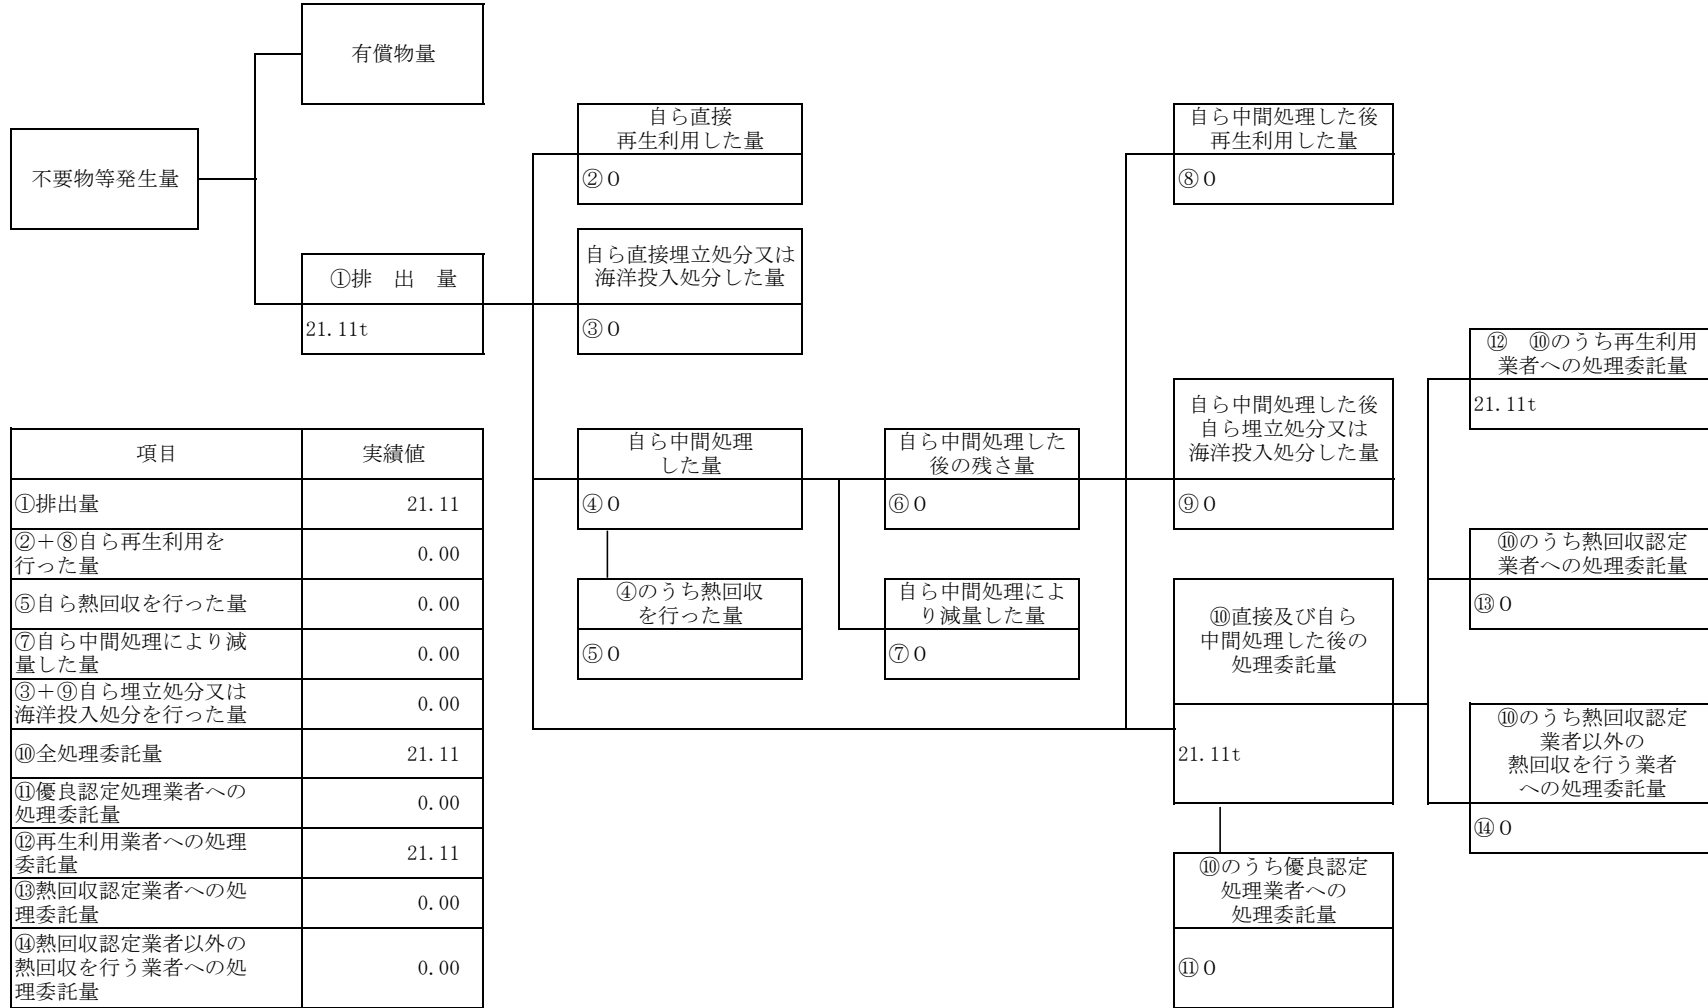 有償物量
不要物等発生量
①排　出　量
21.11t
自ら直接
再生利用した量
②0
自ら直接埋立処分又は
海洋投入処分した量
③0
自ら中間処理
した量
④0
④のうち熱回収
を行った量
⑤0
自ら中間処理した
後の残さ量
⑥0
自ら中間処理によ
り減量した量
⑦0
自ら中間処理した後
再生利用した量
⑧0
自ら中間処理した後
自ら埋立処分又は
海洋投入処分した量
⑨0
⑩直接及び自ら
中間処理した後の
処理委託量
21.11t
⑩のうち優良認定
処理業者への
処理委託量
⑪0
⑫　⑩のうち再生利用
業者への処理委託量
21.11t
⑩のうち熱回収認定
業者への処理委託量
⑬0
⑩のうち熱回収認定
業者以外の
熱回収を行う業者
への処理委託量
⑭0
項目 実績値
①排出量 21.11
②＋⑧自ら再生利用を
行った量 0.00
⑤自ら熱回収を行った量 0.00
⑦自ら中間処理により減
量した量 0.00
③＋⑨自ら埋立処分又は
海洋投入処分を行った量 0.00
⑩全処理委託量 21.11
⑪優良認定処理業者への
処理委託量 0.00
⑫再生利用業者への処理
委託量 21.11
⑬熱回収認定業者への処
理委託量 0.00
⑭熱回収認定業者以外の
熱回収を行う業者への処
理委託量 0.00